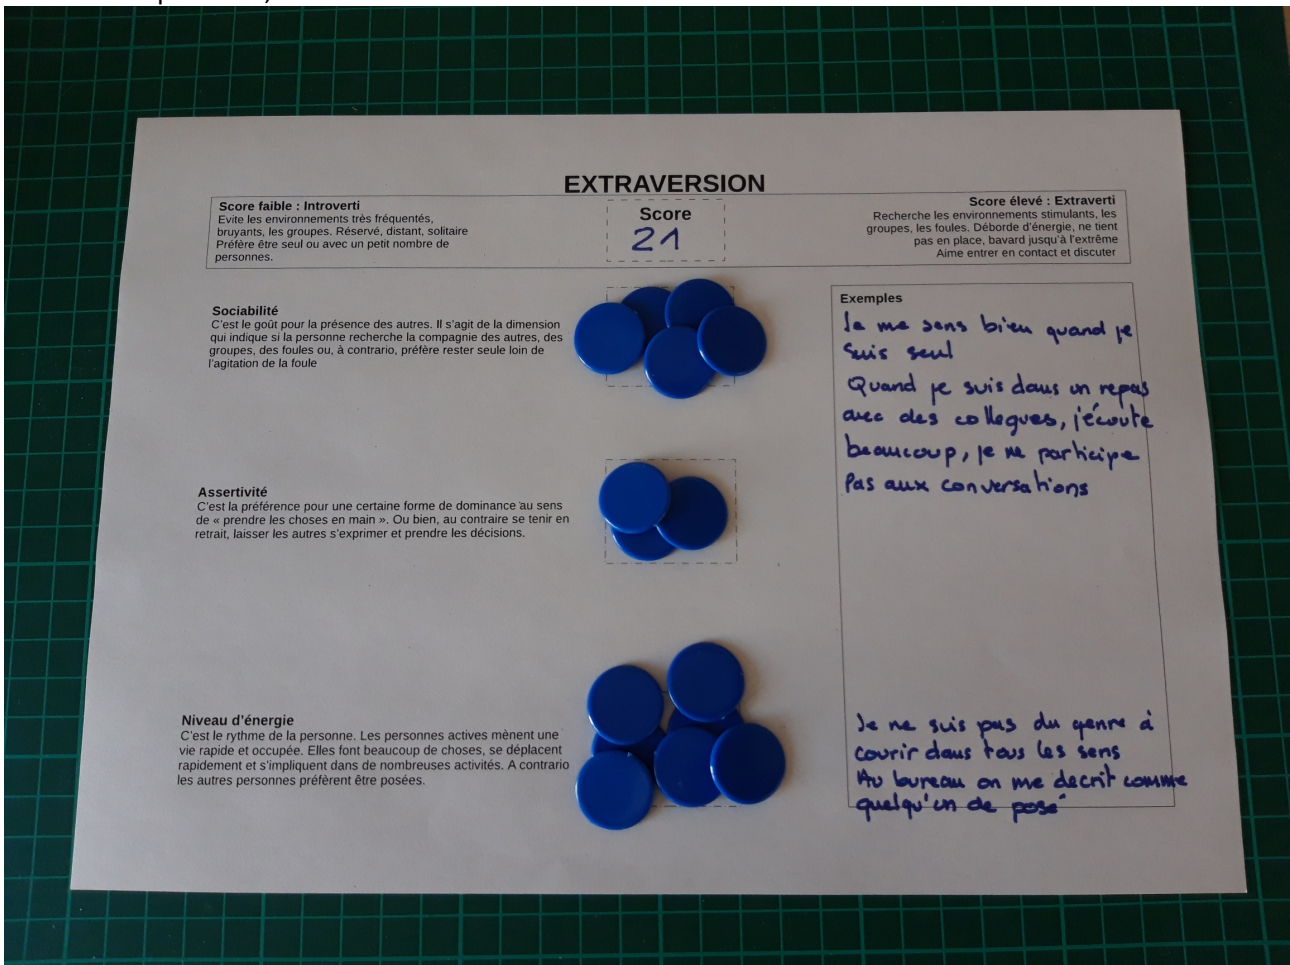 EXTRAVERSION
Score faible : Introverti
Evite les environnements très fréquentés,
bruyants, les groupes. Réservé, distant, solitaire
Préfère être seul ou avec un petit nombre de
personnes.
Score
21
Score élevé : Extraverti
Recherche les environnements stimulants, les
groupes, les foules. Déborde d'énergie, ne tient
pas en place, bavard jusqu'à l'extrême
Aime entrer en contact et discuter
Sociabilité
C'est le goût pour la présence des autres. Il s'agit de la dimension
qui indique si la personne recherche la compagnie des autres, des
groupes, des foules ou, à contrario, préfère rester seule loin de
l'agitation de la foule
Assertivité
C'est la préférence pour une certaine forme de dominance au sens
de « prendre les choses en main ». Ou bien, au contraire se tenir en
retrait, laisser les autres s'exprimer et prendre les décisions.
Niveau d'énergie
C'est le rythme de la personne. Les personnes actives mènent une
vie rapide et occupée. Elles font beaucoup de choses, se déplacent
rapidement et s'impliquent dans de nombreuses activités. A contrario
les autres personnes préfèrent être posées.
Exemples
Je me sens bien quand je
suis seul
Quand je suis dans un repas
avec des collegues, j'écoute
beaucoup, je ne participe
pas aux conversations
Je ne suis pas du genre à
courir dans tous les sens
Au bureau on me decrit comme
quelqu'un de posé